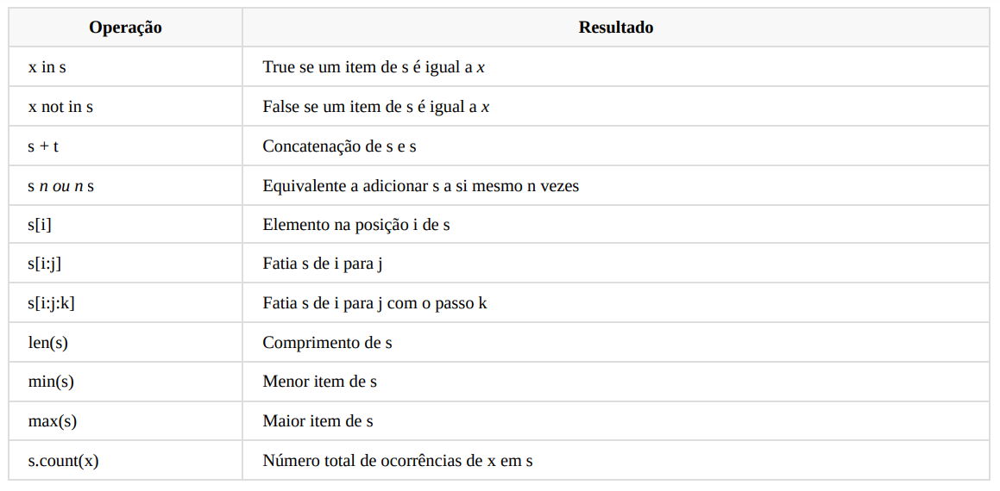 Operação Resultado
x in s True se um item de s é igual a x
x not in s False se um item de s é igual a x
s + t Concatenação de s e s
s n ou n s Equivalente a adicionar s a si mesmo n vezes
s[i] Elemento na posição i de s
s[i:j] Fatia s de i para j
s[i:j:k] Fatia s de i para j com o passo k
len(s) Comprimento de s
min(s) Menor item de s
max(s) Maior item de s
s.count(x) Número total de ocorrências de x em s